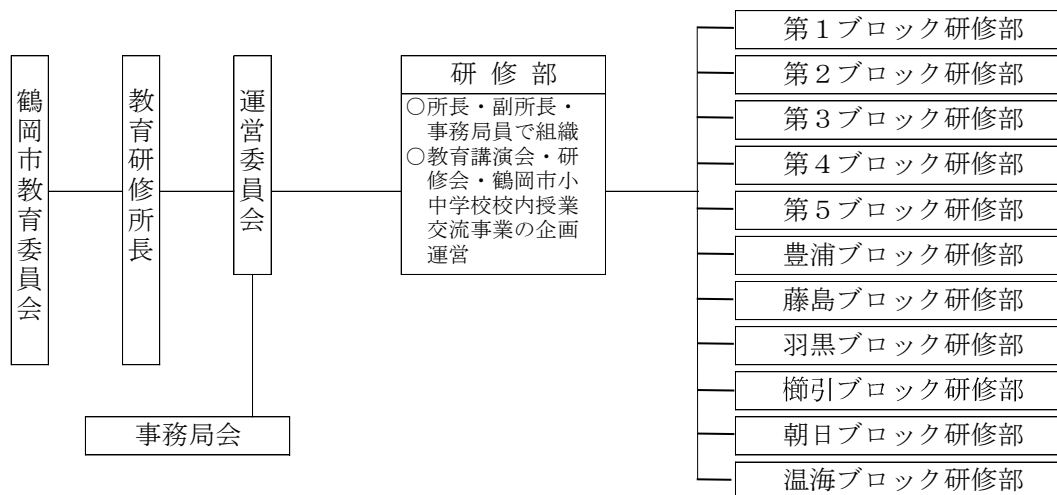 鶴岡市教育委員会
教育研修所長
運営委員会
事務局会
研 修 部
○所長・副所長・
事務局員で組織
○教育講演会・研
修会・鶴岡市小
中学校校内授業
交流事業の企画
運営
第１ブロック研修部
第２ブロック研修部
第３ブロック研修部
第４ブロック研修部
第５ブロック研修部
豊浦ブロック研修部
藤島ブロック研修部
羽黒ブロック研修部
櫛引ブロック研修部
朝日ブロック研修部
温海ブロック研修部